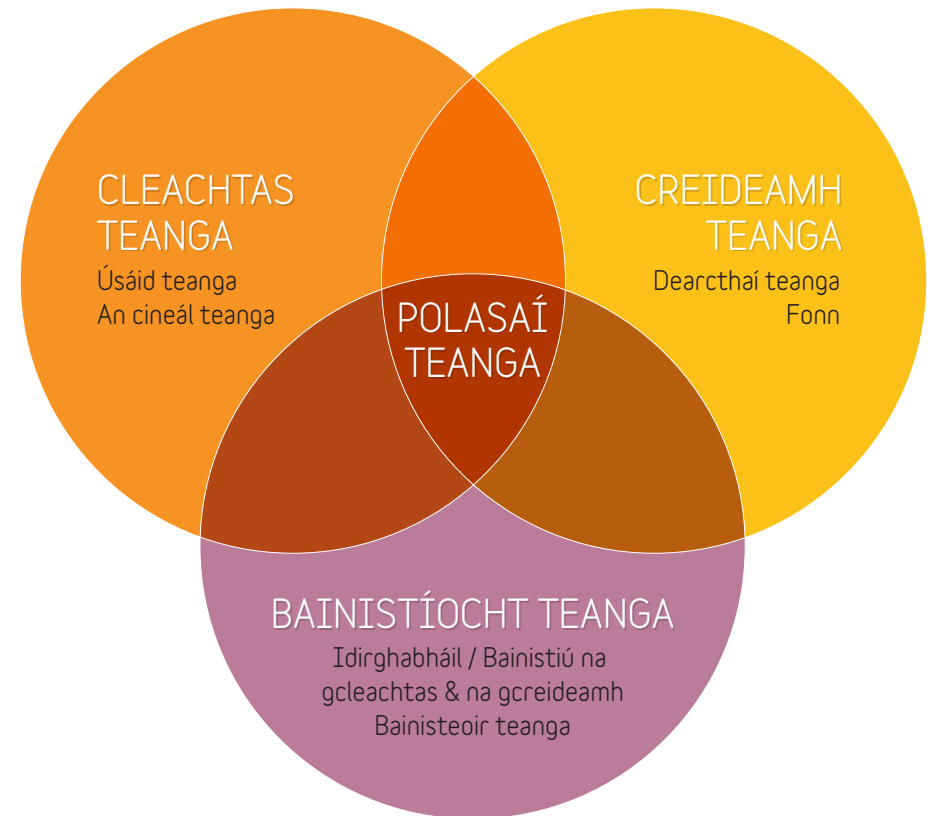 CLEACHTAS
TEANGA
Úsáid teanga
An cineál teanga
CREIDEAMH
TEANGA
Dearcthaí teanga
Fonn
POLASAÍ
TEANGA
BAINISTÍOCHT TEANGA
Idirghabháil / Bainistiú na
gcleachtas & na gcreideamh
Bainisteoir teanga